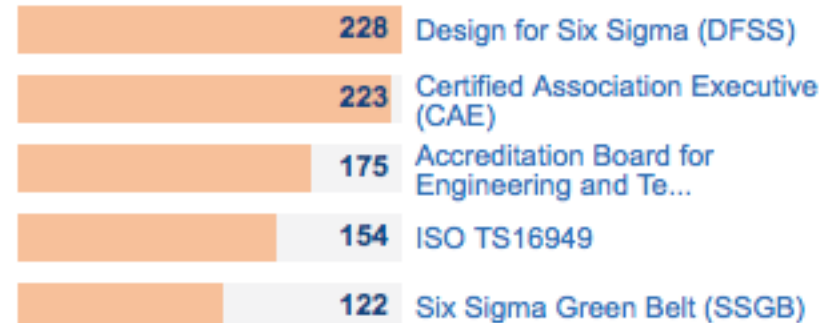 228 Design for Six Sigma (DFSS)
223 Certified Association Executive
(CAE)
175 Accreditation Board for
Engineering and Te...
154 ISO TS16949
122 Six Sigma Green Belt (SSGB)